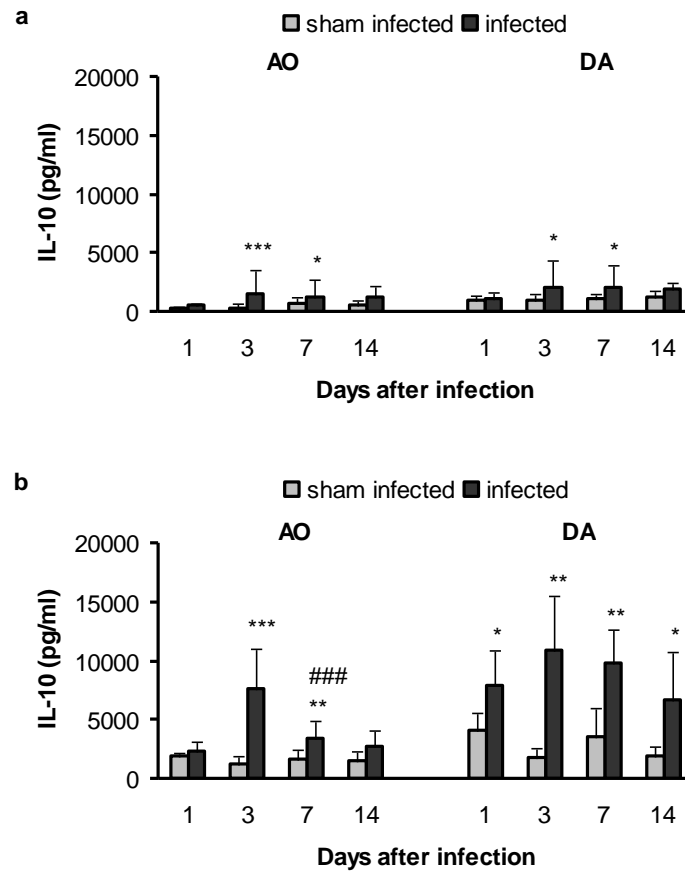 a
sham infected infected
AO DA
20000
15000
10000
5000
0
IL-10 (pg/ml)
*** * * *
1 3 7 14 1 3 7 14
Days after infection
b
sham infected infected
AO DA
20000
15000
10000
5000
0
IL-10 (pg/ml)
*** ### ** * ** ** *
1 3 7 14 1 3 7 14
Days after infection